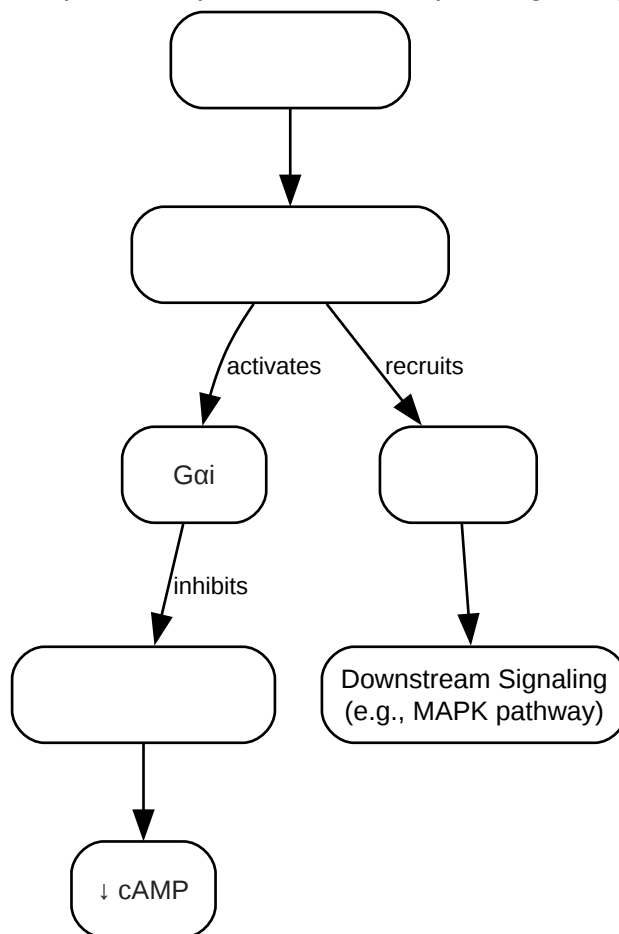 activates
recruits
Gαi
inhibits
Downstream Signaling
(e.g., MAPK pathway)
↓ cAMP